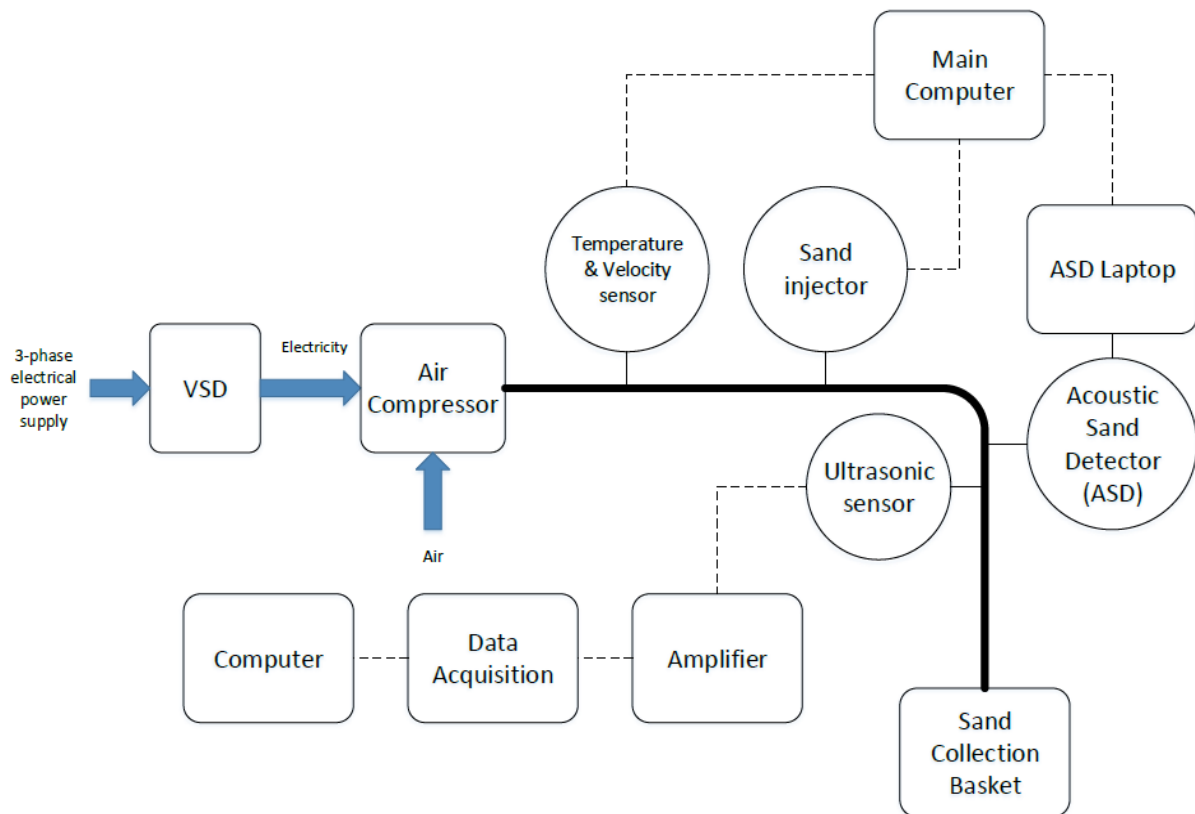 Main
Computer
Temperature
& Velocity
sensor
Sand
injector
ASD Laptop
3-phase
electrical
power
supply
VSD
Electricity
Air
Compressor
Acoustic
Sand
Detector
(ASD)
Ultrasonic
sensor
Air
Computer
Data
Acquisition
Amplifier
Sand
Collection
Basket